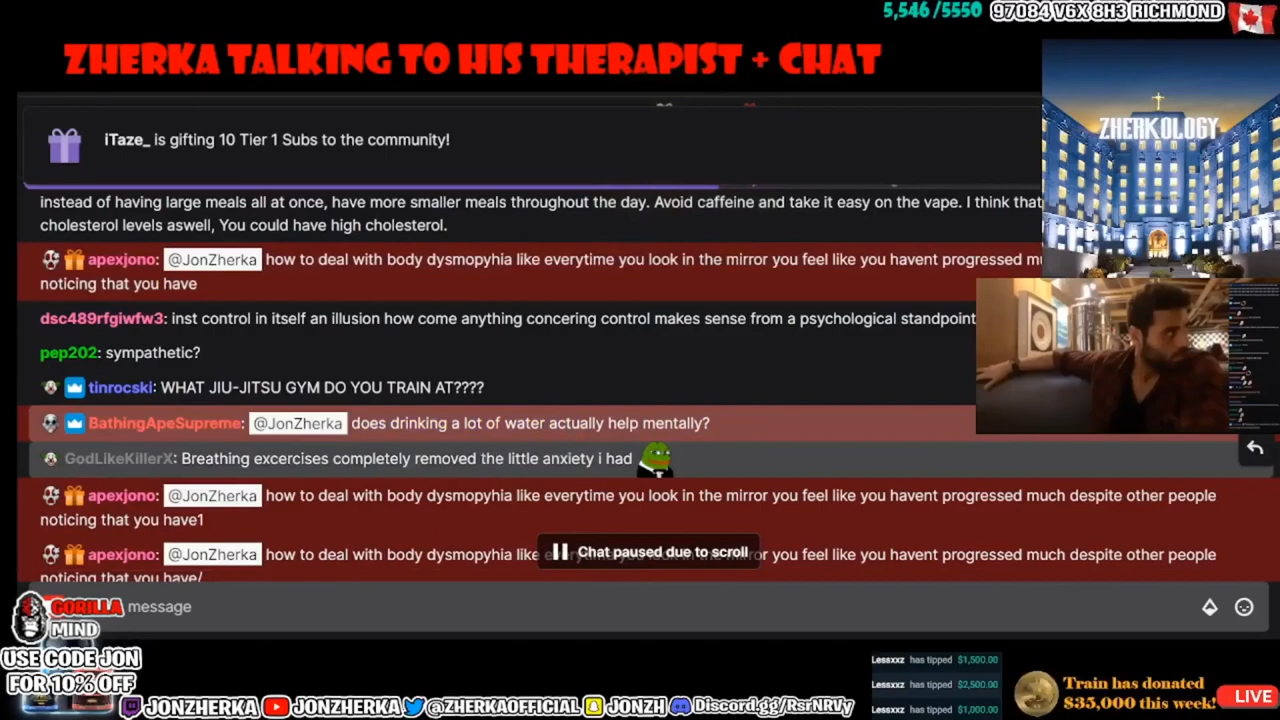 5,546 /5550
97084 V6X 8H3 RICHMOND
ZHERKA TALKING TO HIS THERAPIST + CHAT
ZHERKOLOGY
iTaze_ is gifting 10 Tier 1 Subs to the community!
instead of having large meals all at once, have more smaller meals throughout the day. Avoid caffeine and take it easy on the vape. I think that
cholesterol levels aswell, You could have high cholesterol.
apexjono: @JonZherka how to deal with body dysmopyhia like everytime you look in the mirror you feel like you havent progressed mu
noticing that you have
dsc489rfgiwfw3: inst control in itself an illusion how come anything concering control makes sense from a psychological standpoint
pep202: sympathetic?
tinrocski: WHAT JIU-JITSU GYM DO YOU TRAIN AT????
BathingApeSupreme: @JonZherka does drinking a lot of water actually help mentally?
GodLikeKillerX: Breathing excercises completely removed the little anxiety i had
apexjono: @JonZherka how to deal with body dysmopyhia like everytime you look in the mirror you feel like you havent progressed much despite other people
noticing that you have1
apexjono: @JonZherka how to deal with body dysmopyhia like you look in the mirror you feel like you havent progressed much despite other people
Chat paused due to scroll
noticing that you have/
message
GORILLA
MIND
USE CODE JON
FOR 10% OFF
Lessxxz has tipped $1,500.00
Lessxxz has tipped $2,500.00
Lessxxz has tipped $1,000.00
Train has donated
$35,000 this week!
LIVE
JONZHERKA JONZHERKA @ZHERKAOFFICIAL JONZH Discord.gg/RsrNRVy